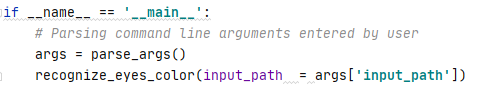 if __name__ == '__main__':
    # Parsing command line arguments entered by user
    args = parse_args()
    recognize_eyes_color(input_path  = args['input_path'])